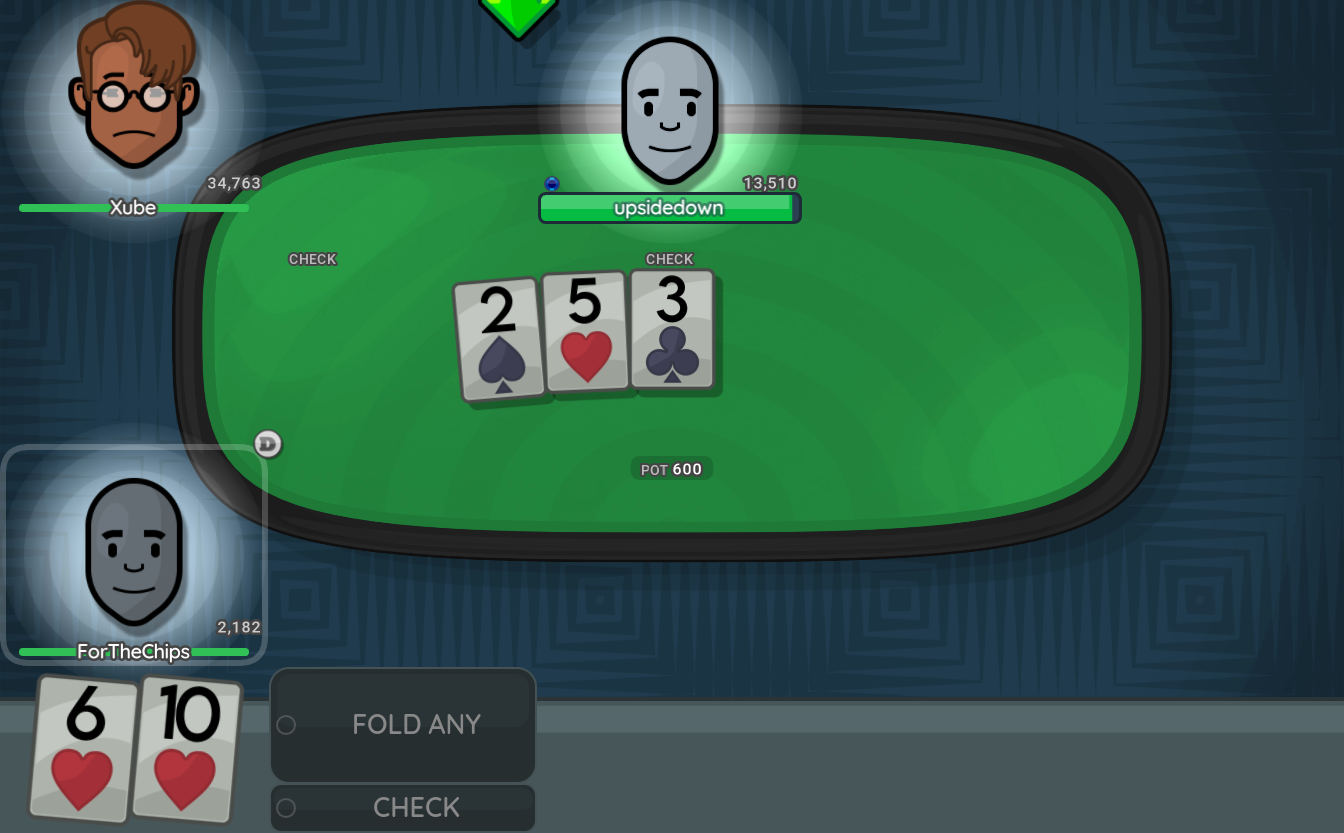 34,763
Xube
13,510
upsidedown
CHECK
CHECK
2
5
3
D
POT 600
2,182
ForTheChips
6
10
FOLD ANY
CHECK